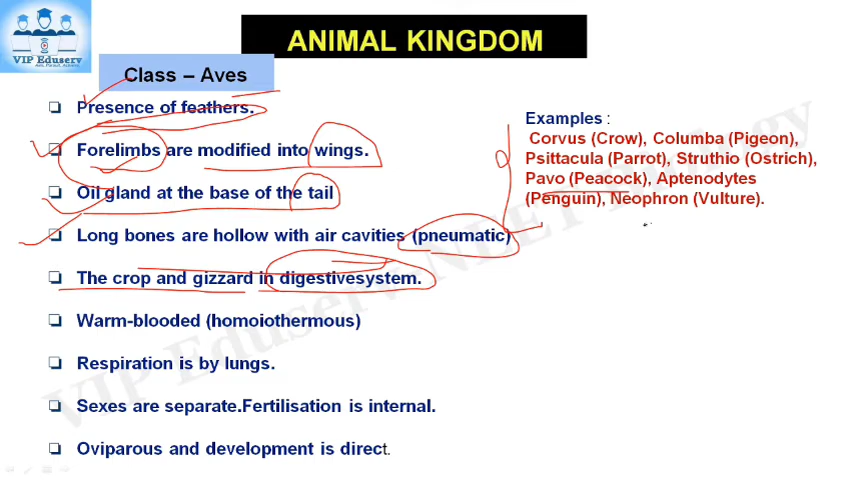 ANIMAL KINGDOM
VIP Eduserv
Class – Aves
Presence of feathers.
Forelimbs are modified into wings.
Oil gland at the base of the tail
Long bones are hollow with air cavities (pneumatic)
The crop and gizzard in digestivesystem.
Warm-blooded (homoiothermous)
Respiration is by lungs.
Sexes are separate.Fertilisation is internal.
Oviparous and development is direct.
Examples :
Corvus (Crow), Columba (Pigeon),
Psittacula (Parrot), Struthio (Ostrich),
Pavo (Peacock), Aptenodytes
(Penguin), Neophron (Vulture).